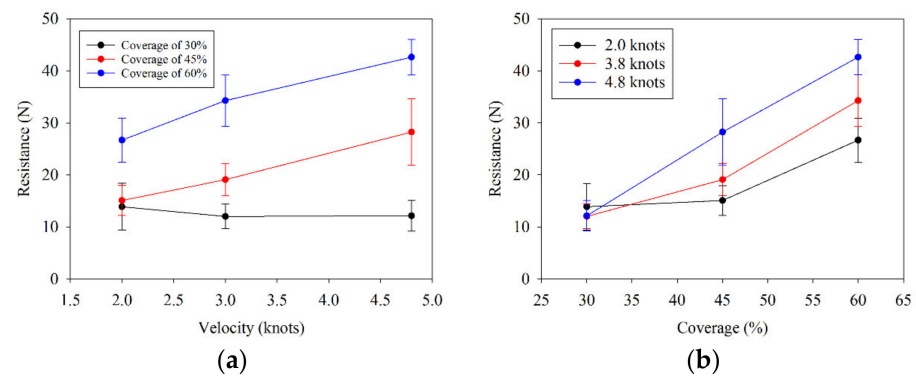 50
40
30
20
10
0
Resistance (N)
Coverage of 30%
Coverage of 45%
Coverage of 60%
1.5 2.0 2.5 3.0 3.5 4.0 4.5 5.0
Velocity (knots)
(a)
50
40
30
20
10
0
Resistance (N)
2.0 knots
3.8 knots
4.8 knots
25 30 35 40 45 50 55 60 65
Coverage (%)
(b)